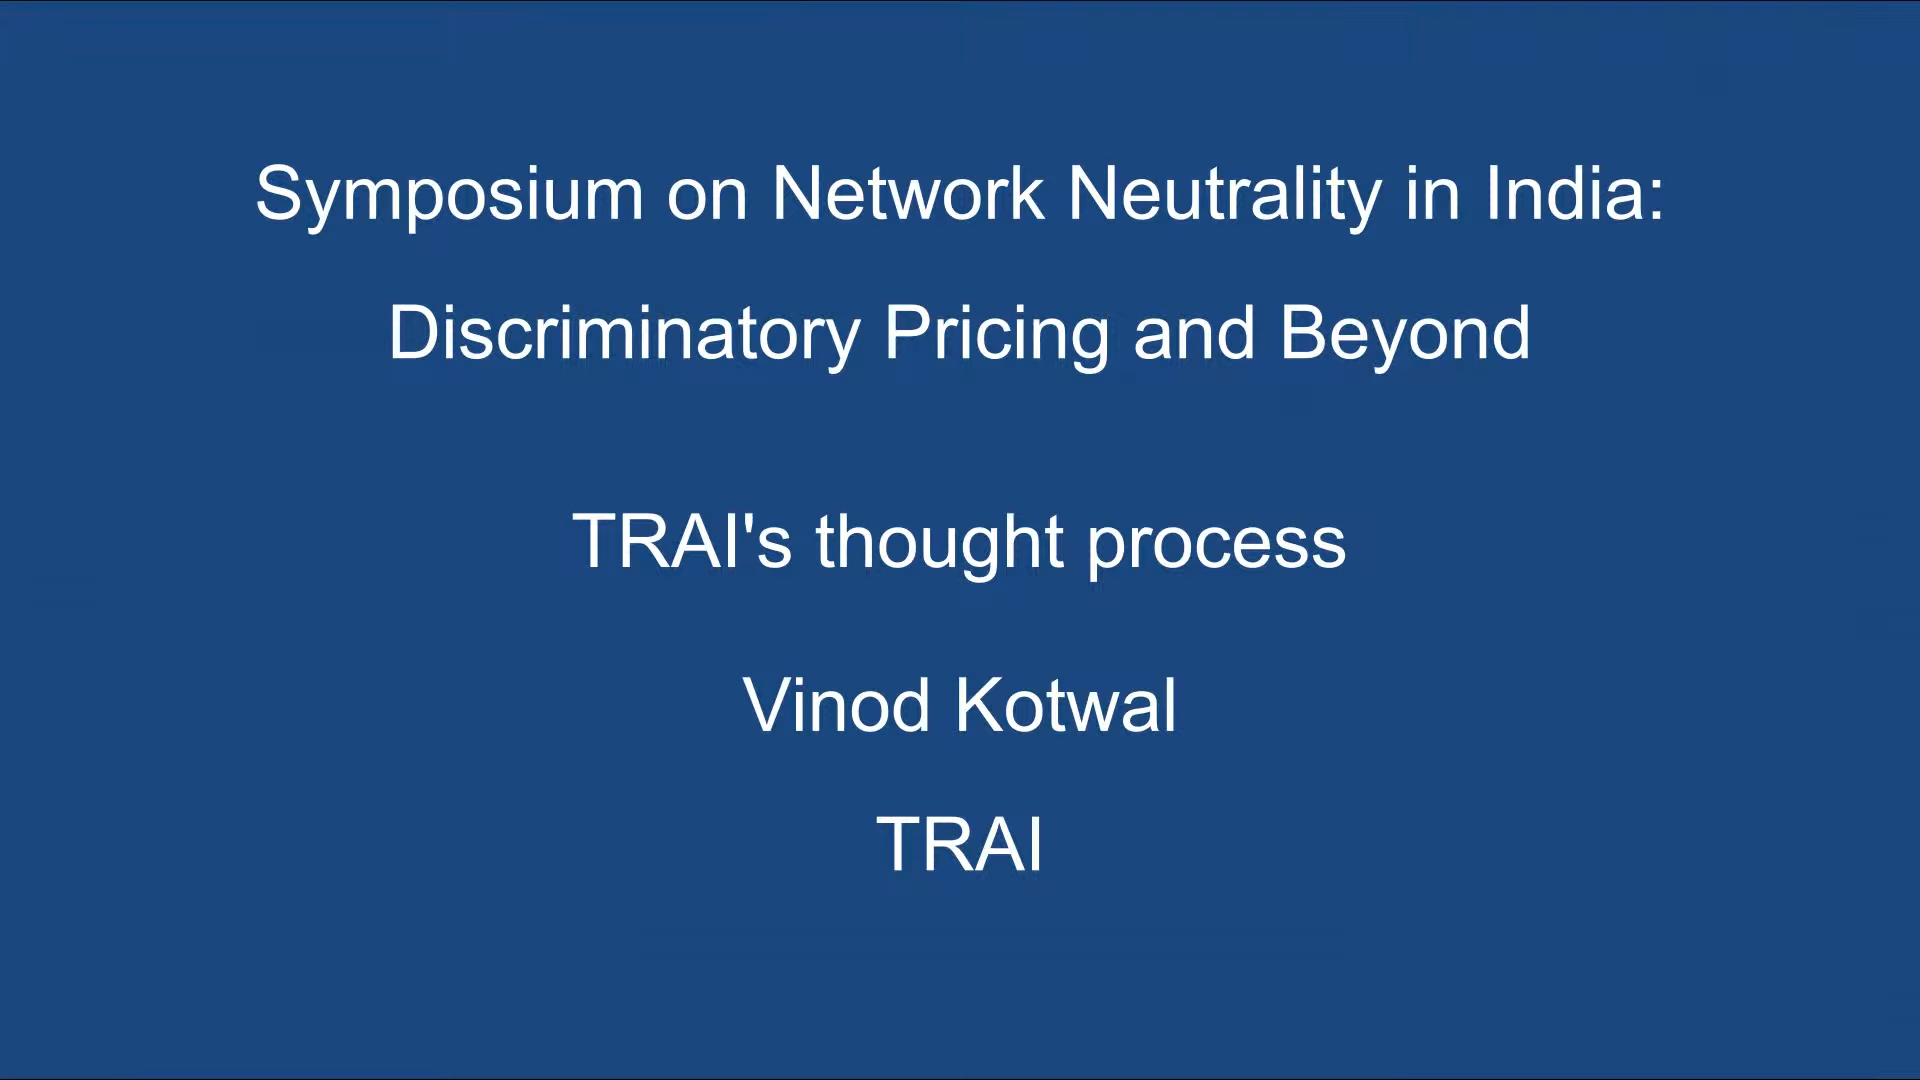 Symposium on Network Neutrality in India:
Discriminatory Pricing and Beyond
TRAI's thought process
Vinod Kotwal
TRAI